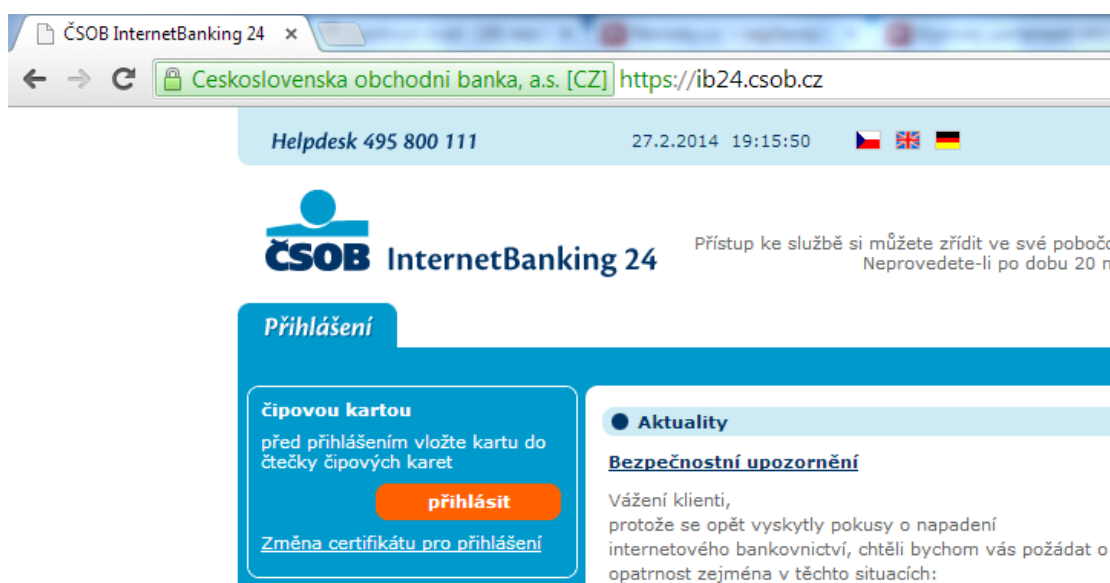 ČSOB InternetBanking 24 ×
Ceskoslovenska obchodni banka, a.s. [CZ] https://ib24.csob.cz
Helpdesk 495 800 111 27.2.2014 19:15:50
ČSOB InternetBanking 24
Přístup ke službě si můžete zřídit ve své
Neprovedete-li po dobu 20
Přihlášení
čipovou kartou
před přihlášením vložte kartu do
čtečky čipových karet
přihlásit
Změna certifikátu pro přihlášení
Aktuality
Bezpečnostní upozornění
Vážení klienti,
protože se opět vyskytly pokusy o napadení
internetového bankovnictví, chtěli bychom vás požádat o
opatrnost zejména v těchto situacích: